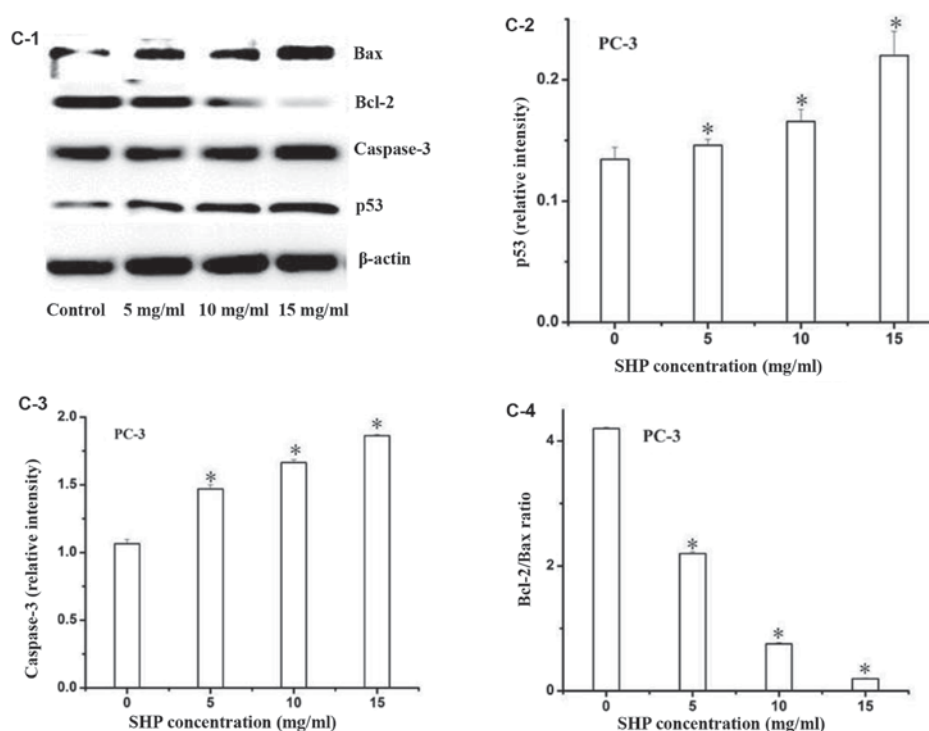 C-1
Bax
Bcl-2
Caspase-3
p53
β-actin
Control 5 mg/ml 10 mg/ml 15 mg/ml
C-2
PC-3
*
*
*
0.2
0.1
0.0
p53 (relative intensity)
0 5 10 15
SHP concentration (mg/ml)
C-3
PC-3
*
*
*
2.0
1.5
1.0
0.5
0.0
Caspase-3 (relative intensity)
0 5 10 15
SHP concentration (mg/ml)
C-4
PC-3
*
*
*
4
2
0
Bcl-2/Bax ratio
0 5 10 15
SHP concentration (mg/ml)